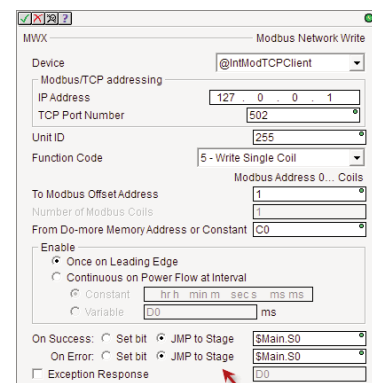 MWX Modbus Network Write
Device @IntModTCPClient
Modbus/TCP addressing
IP Address 127 . 0 . 0 . 1
TCP Port Number 502
Unit ID 255
Function Code 5 - Write Single Coil
Modbus Address 0... Coils
To Modbus Offset Address 1
Number of Modbus Coils 1
From Do-more Memory Address or Constant C0
Enable
Once on Leading Edge
Continuous on Power Flow at Interval
Constant hr h min m sec s ms ms
Variable D0 ms
On Success: Set bit JMP to Stage $Main.S0
On Error: Set bit JMP to Stage $Main.S0
Exception Response D0